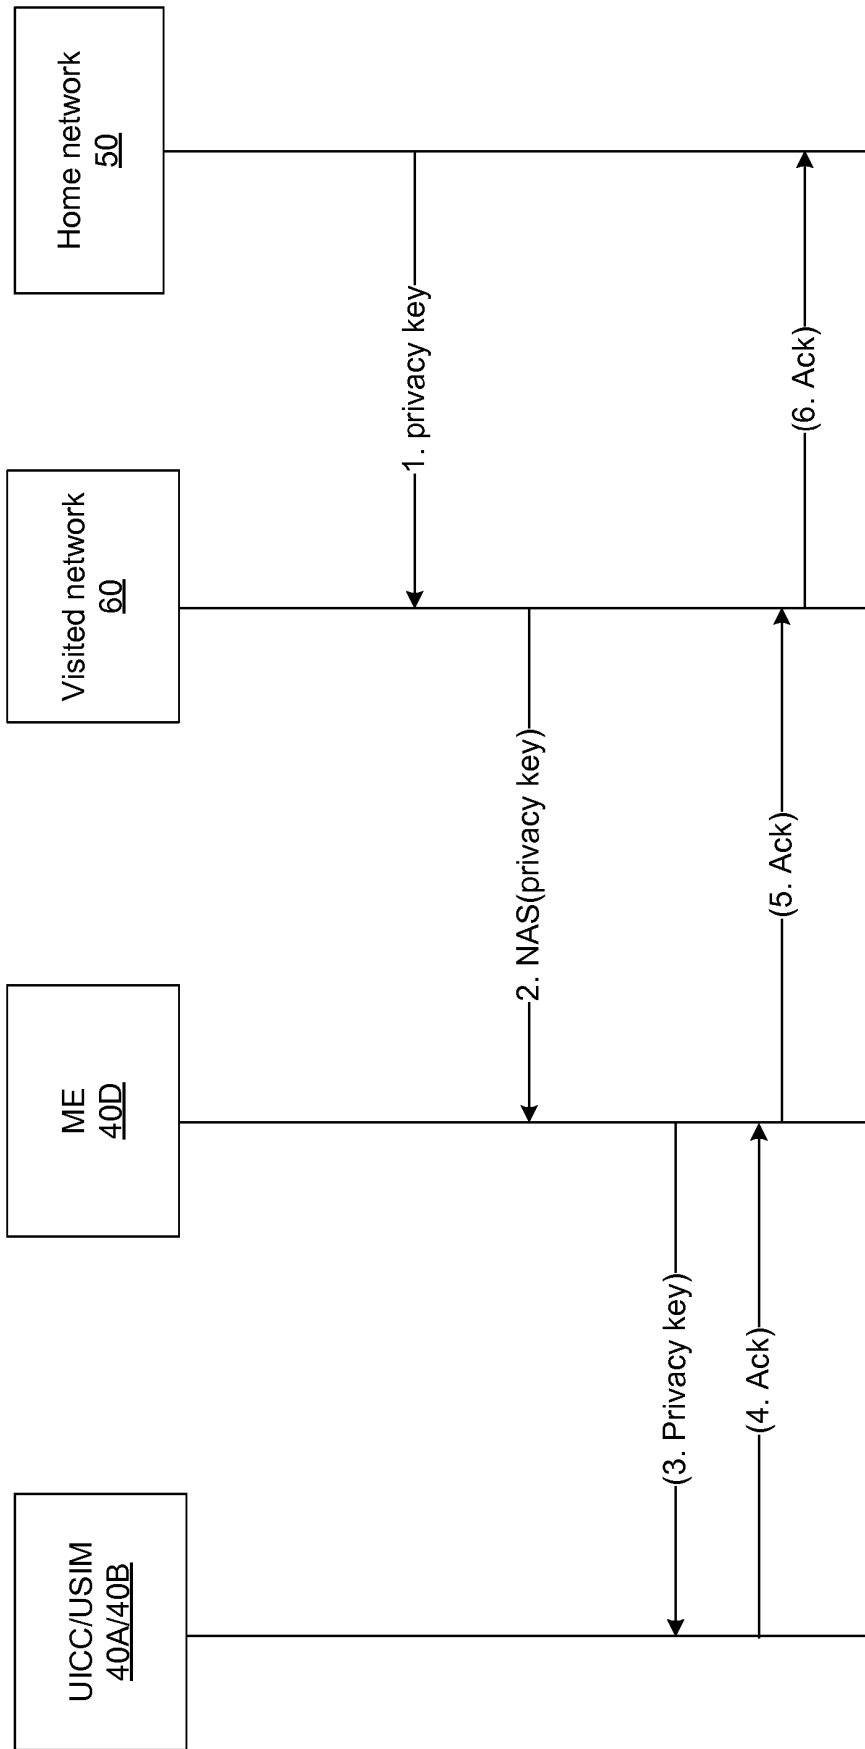 UICC/USIM
40A/40B
ME
40D
Visited network
60
Home network
50
1. privacy key
2. NAS(privacy key)
(3. Privacy key)
(4. Ack)
(5. Ack)
(6. Ack)